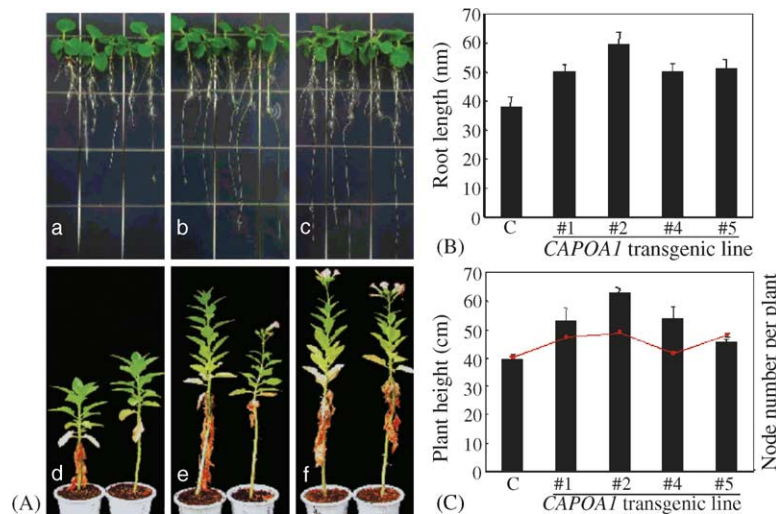 (A)
a
b
c
d
e
f
(B)
Root length (nm)
70
60
50
40
30
20
10
0
C
#1
#2
#4
#5
CAPOA1 transgenic line
(C)
Plant height (cm)
70
60
50
40
30
20
10
0
Node number per plant
C
#1
#2
#4
#5
CAPOA1 transgenic line